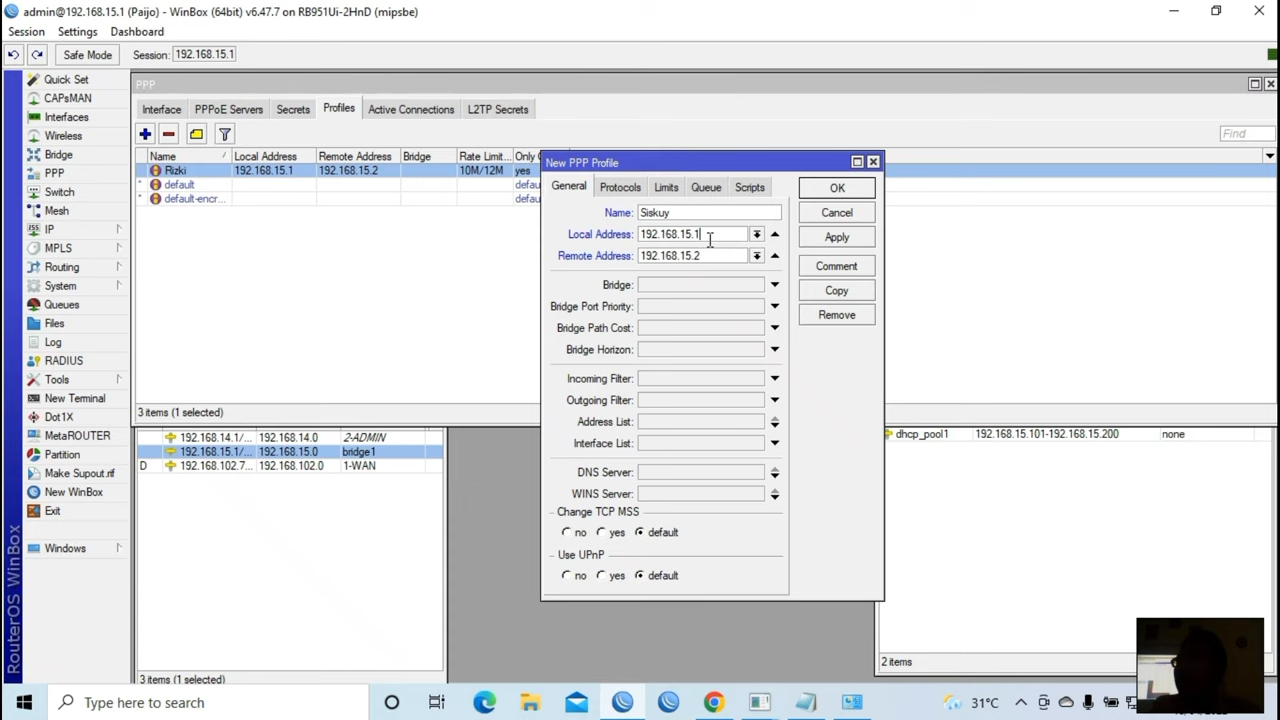 admin@192.168.15.1 (Paijo) - WinBox (64bit) v6.47.7 on RB951Ui-2HnD (mipsbe)
Session Settings Dashboard
Safe Mode Session: 192.168.15.1
Quick Set
CAPsMAN
Interfaces
Wireless
Bridge
PPP
Switch
Mesh
IP
MPLS
Routing
System
Queues
Files
Log
RADIUS
Tools
New Terminal
Dot1X
MetaROUTER
Partition
Make Supout.rif
New WinBox
Exit
Windows
RouterOS WinBox
PPP
Interface PPPoE Servers Secrets Profiles Active Connections L2TP Secrets
Find
Name Local Address Remote Address Bridge Rate Limit... Only
Rizki 192.168.15.1 192.168.15.2 10M/12M yes
* default defau
* default-encr... defau
3 items (1 selected)
192.168.14.1/... 192.168.14.0 2-ADMIN
192.168.15.1/... 192.168.15.0 bridge1
D 192.168.102.7... 192.168.102.0 1-WAN
3 items (1 selected)
New PPP Profile
General Protocols Limits Queue Scripts
Name: Siskuy
Local Address: 192.168.15.1
Remote Address: 192.168.15.2
Bridge:
Bridge Port Priority:
Bridge Path Cost:
Bridge Horizon:
Incoming Filter:
Outgoing Filter:
Address List:
Interface List:
DNS Server:
WINS Server:
Change TCP MSS
no yes default
Use UPnP
no yes default
OK
Cancel
Apply
Comment
Copy
Remove
dhcp_pool1 192.168.15.101-192.168.15.200 none
2 items
Type here to search
31°C